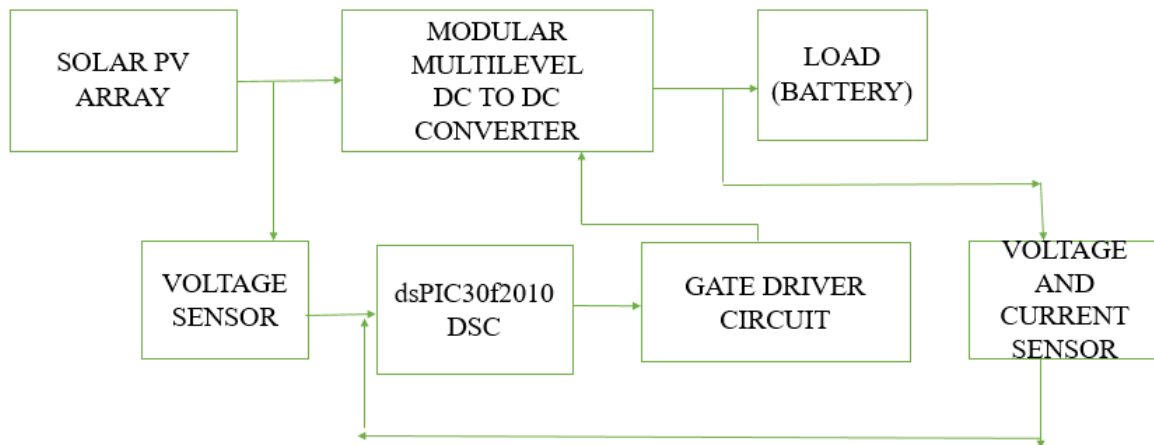 SOLAR PV
ARRAY
MODULAR
MULTILEVEL
DC TO DC
CONVERTER
LOAD
(BATTERY)
VOLTAGE
SENSOR
dsPIC30f2010
DSC
GATE DRIVER
CIRCUIT
VOLTAGE
AND
CURRENT
SENSOR